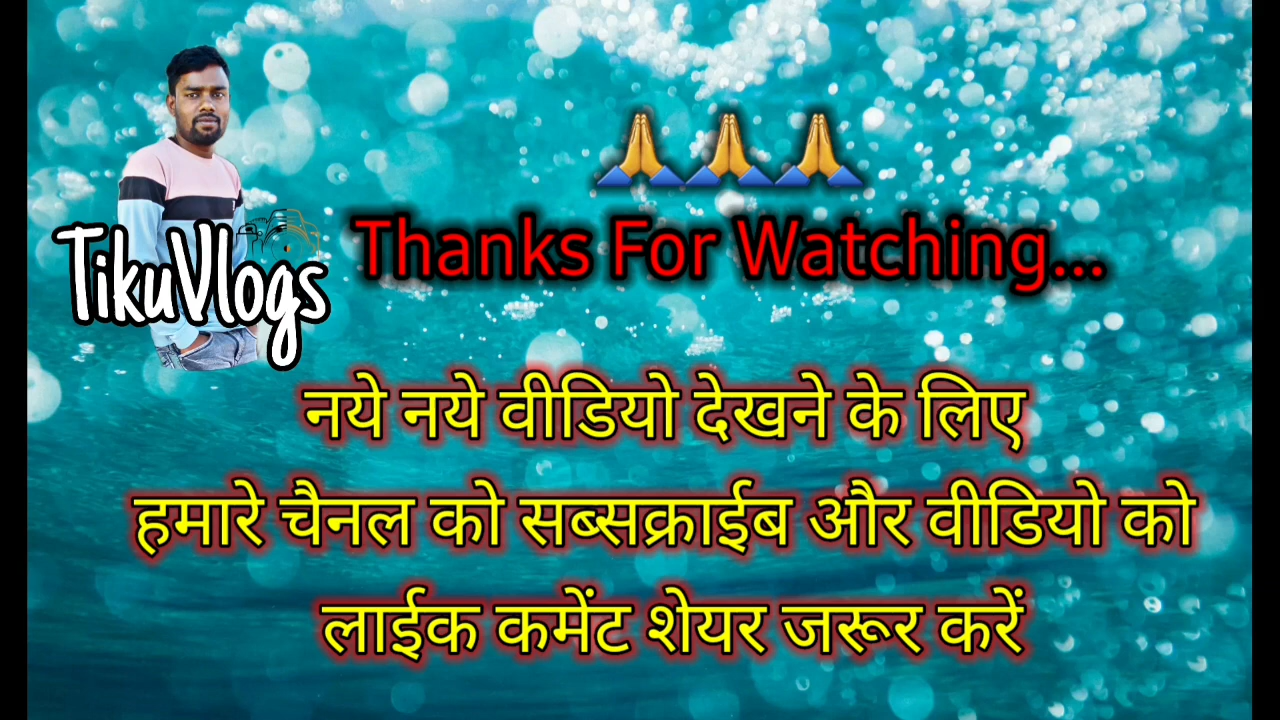 🙏🙏🙏
TikuVlogs
Thanks For Watching...
नये नये वीडियो देखने के लिए
हमारे चैनल को सब्सक्राईब और वीडियो को
लाईक कमेंट शेयर जरूर करें